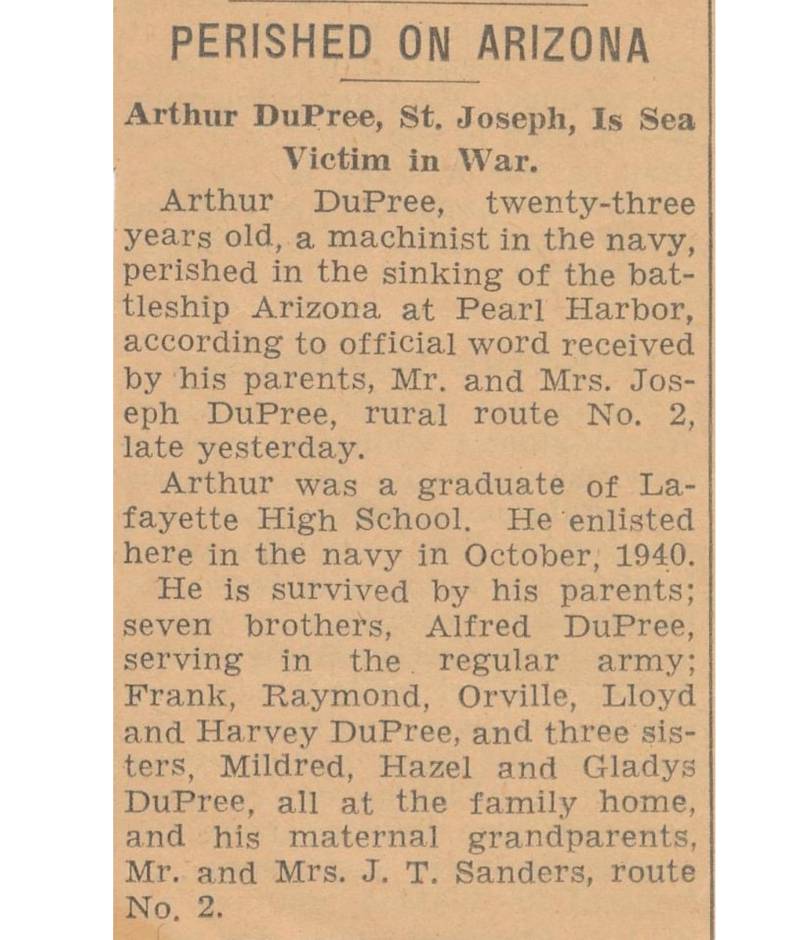 PERISHED ON ARIZONA
Arthur DuPree, St. Joseph, Is Sea
Victim in War.
Arthur DuPree, twenty-three
years old, a machinist in the navy,
perished in the sinking of the bat-
tleship Arizona at Pearl Harbor,
according to official word received
by his parents, Mr. and Mrs. Jos-
eph DuPree, rural route No. 2,
late yesterday.
Arthur was a graduate of La-
fayette High School. He enlisted
here in the navy in October, 1940.
He is survived by his parents;
seven brothers, Alfred DuPree,
serving in the regular army;
Frank, Raymond, Orville, Lloyd
and Harvey DuPree, and three sis-
ters, Mildred, Hazel and Gladys
DuPree, all at the family home,
and his maternal grandparents,
Mr. and Mrs. J. T. Sanders, route
No. 2.